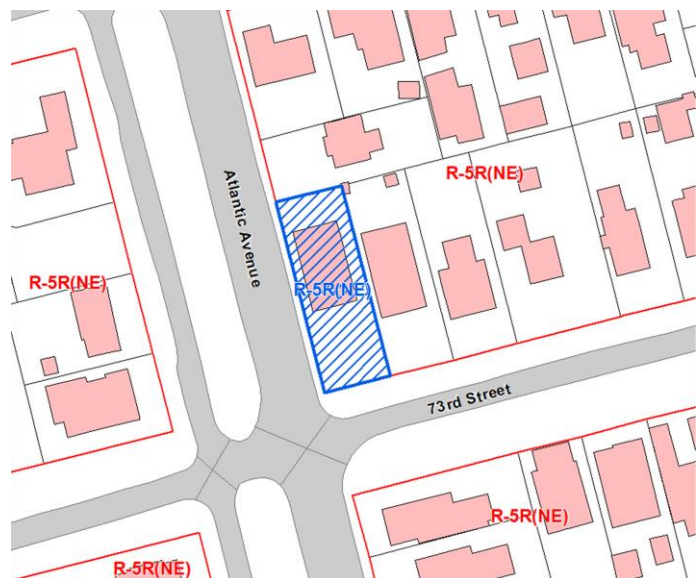 Atlantic Avenue
R-5R(NE)
R-5R(NE)
R-5R(NE)
73rd Street
R-5R(NE)
R-5R(NE)